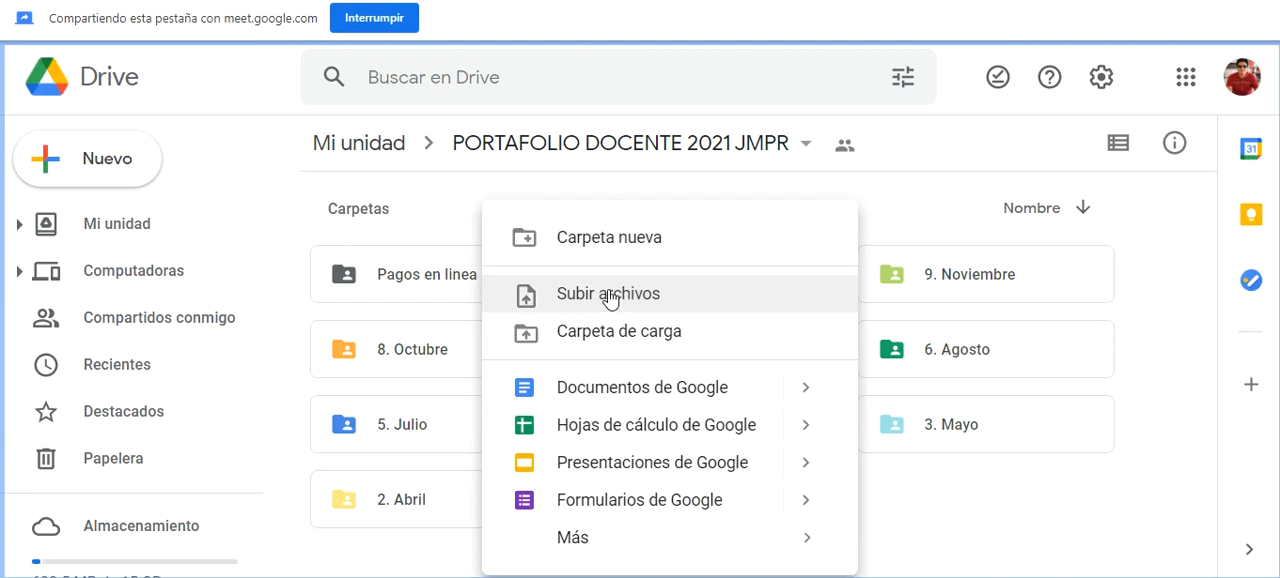 Compartiendo esta pestaña con meet.google.com
Interrumpir
Drive
Buscar en Drive
Nuevo
Mi unidad
Computadoras
Compartidos conmigo
Recientes
Destacados
Papelera
Almacenamiento
Mi unidad > PORTAFOLIO DOCENTE 2021 JMPR
Carpetas
Nombre
Pagos en linea
9. Noviembre
8. Octubre
6. Agosto
5. Julio
3. Mayo
2. Abril
Carpeta nueva
Subir archivos
Carpeta de carga
Documentos de Google
Hojas de cálculo de Google
Presentaciones de Google
Formularios de Google
Más
31